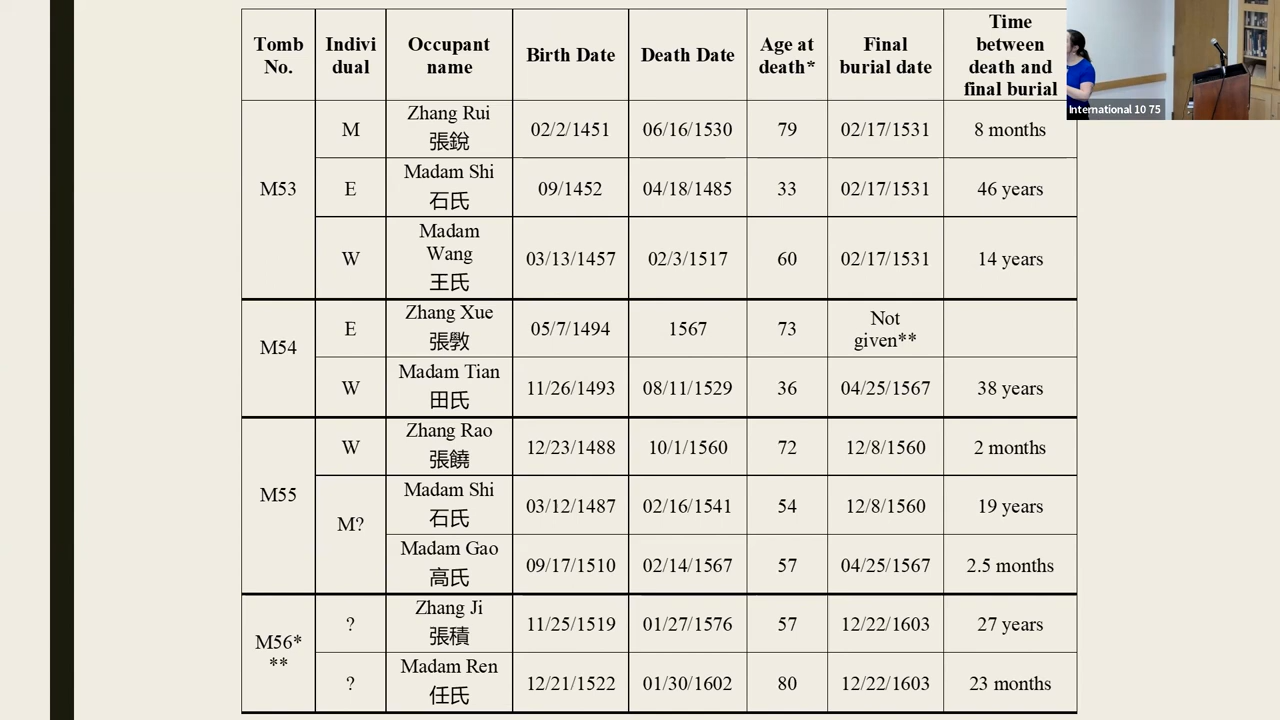 Tomb No.
Indivi dual
Occupant name
Birth Date
Death Date
Age at death*
Final burial date
Time between death and final burial
International 10 75
M53
M
Zhang Rui
張銳
02/2/1451
06/16/1530
79
02/17/1531
8 months
E
Madam Shi
石氏
09/1452
04/18/1485
33
02/17/1531
46 years
W
Madam Wang
王氏
03/13/1457
02/3/1517
60
02/17/1531
14 years
M54
E
Zhang Xue
張斆
05/7/1494
1567
73
Not given**
W
Madam Tian
田氏
11/26/1493
08/11/1529
36
04/25/1567
38 years
M55
W
Zhang Rao
張饒
12/23/1488
10/1/1560
72
12/8/1560
2 months
M?
Madam Shi
石氏
03/12/1487
02/16/1541
54
12/8/1560
19 years
Madam Gao
高氏
09/17/1510
02/14/1567
57
04/25/1567
2.5 months
M56* **
?
Zhang Ji
張積
11/25/1519
01/27/1576
57
12/22/1603
27 years
?
Madam Ren
任氏
12/21/1522
01/30/1602
80
12/22/1603
23 months